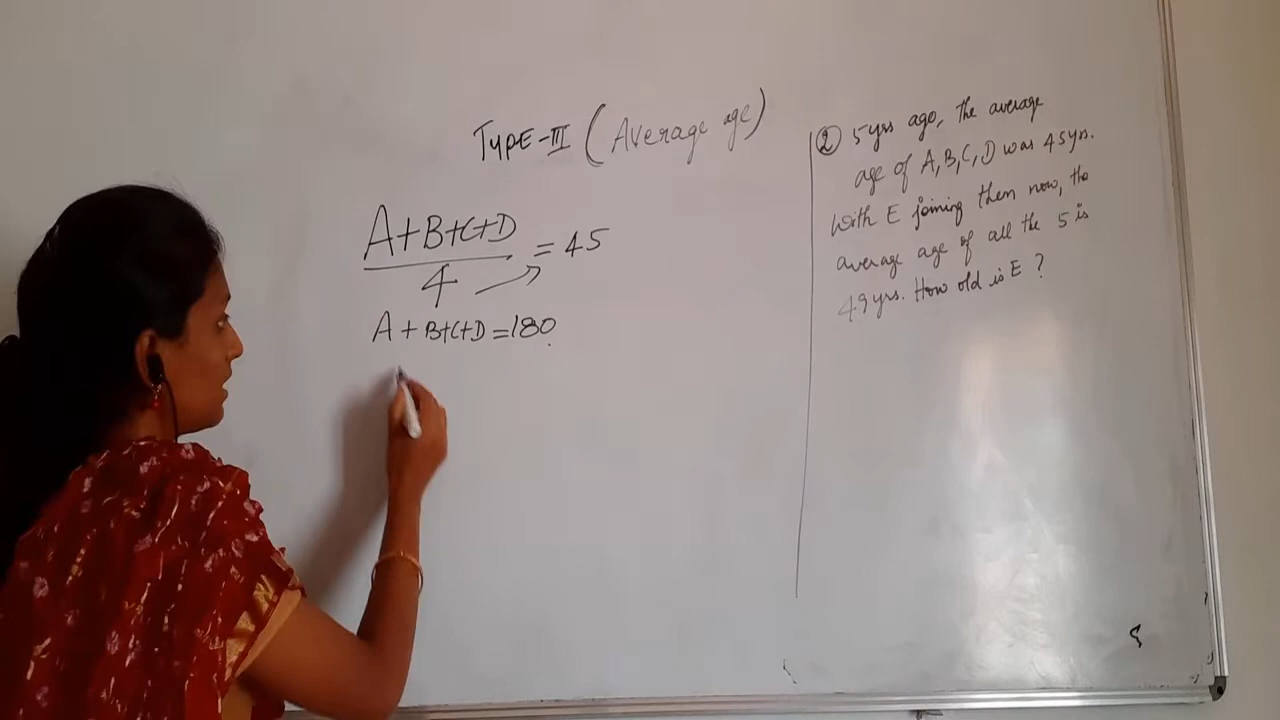 TYPE-III (Average age)
A+B+C+D
4
= 45
A + B+C+D = 180
② 5yrs ago, the average
age of A, B, C, D was 45yrs.
With E joining them now, the
average age of all the 5 is
49yrs. How old is E ?